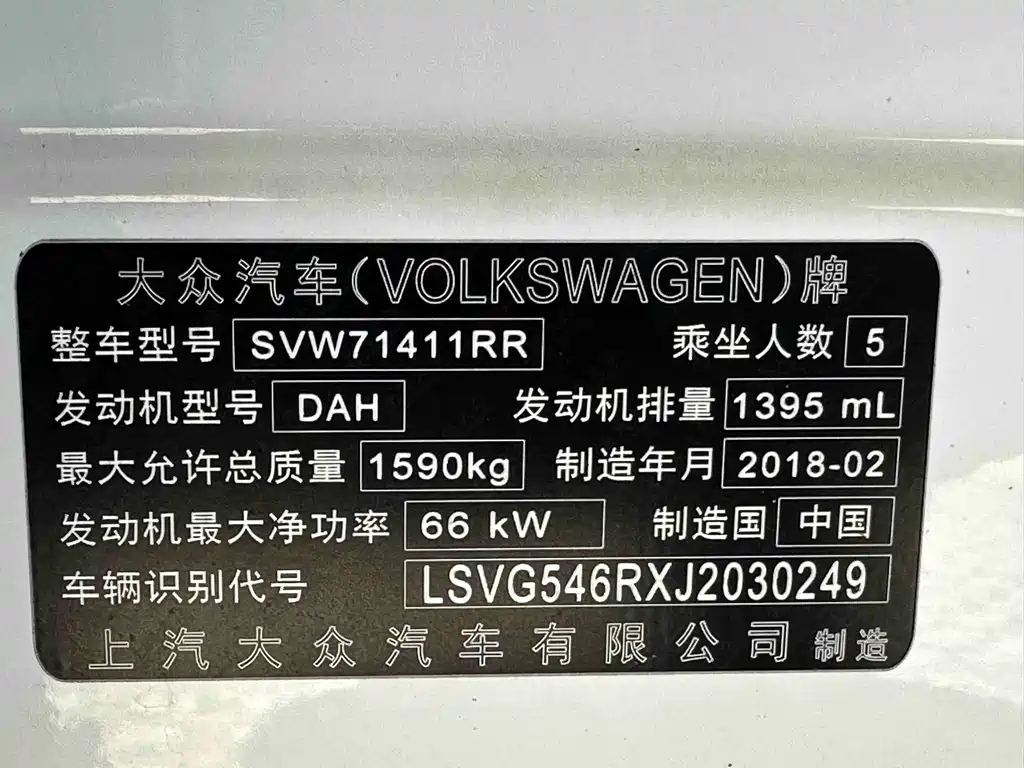 大众汽车(VOLKSWAGEN)牌
整车型号 SVW71411RR 乘坐人数 5
发动机型号 DAH 发动机排量 1395 mL
最大允许总质量 1590kg 制造年月 2018-02
发动机最大净功率 66 kW 制造国 中国
车辆识别代号 LSVG546RXJ2030249
上汽大众汽车有限公司 制造